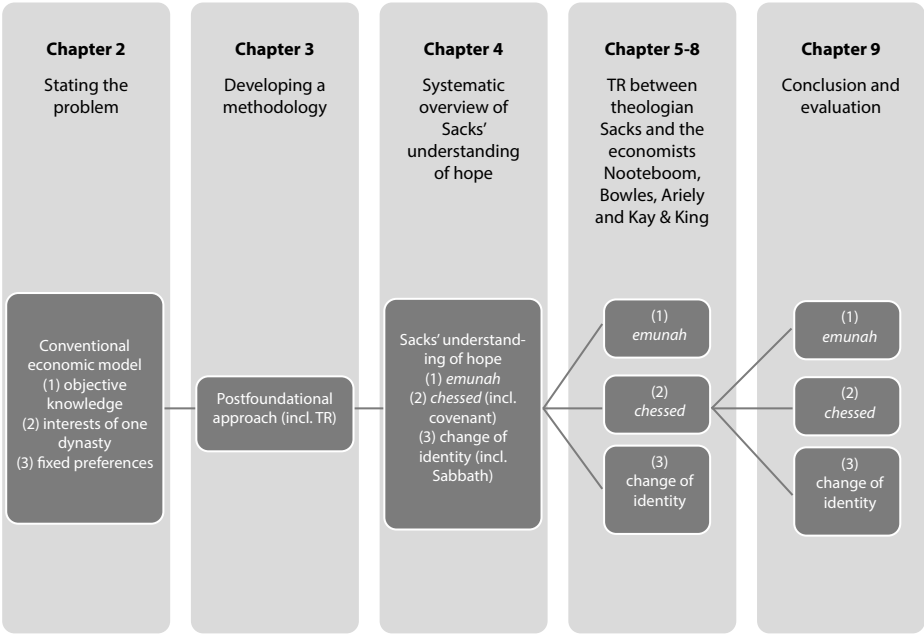 Chapter 2
Stating the
problem
Conventional
economic model
(1) objective
knowledge
(2) interests of one
dynasty
(3) fixed preferences
Chapter 3
Developing a
methodology
Postfoundational
approach (incl. TR)
Chapter 4
Systematic
overview of
Sacks'
understanding
of hope
Sacks' understand-
ing of hope
(1) emunah
(2) chessed (incl.
covenant)
(3) change of
identity (incl.
Sabbath)
Chapter 5-8
TR between
theologian
Sacks and the
economists
Nooteboom,
Bowles, Ariely
and Kay & King
(1)
emunah
(2)
chessed
(3)
change of
identity
Chapter 9
Conclusion and
evaluation
(1)
emunah
(2)
chessed
(3)
change of
identity